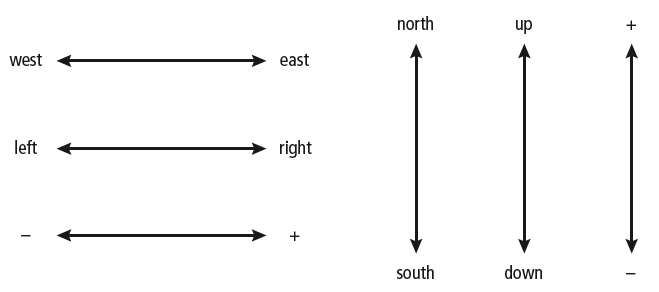 north up +
west east
left right
− +
south down −